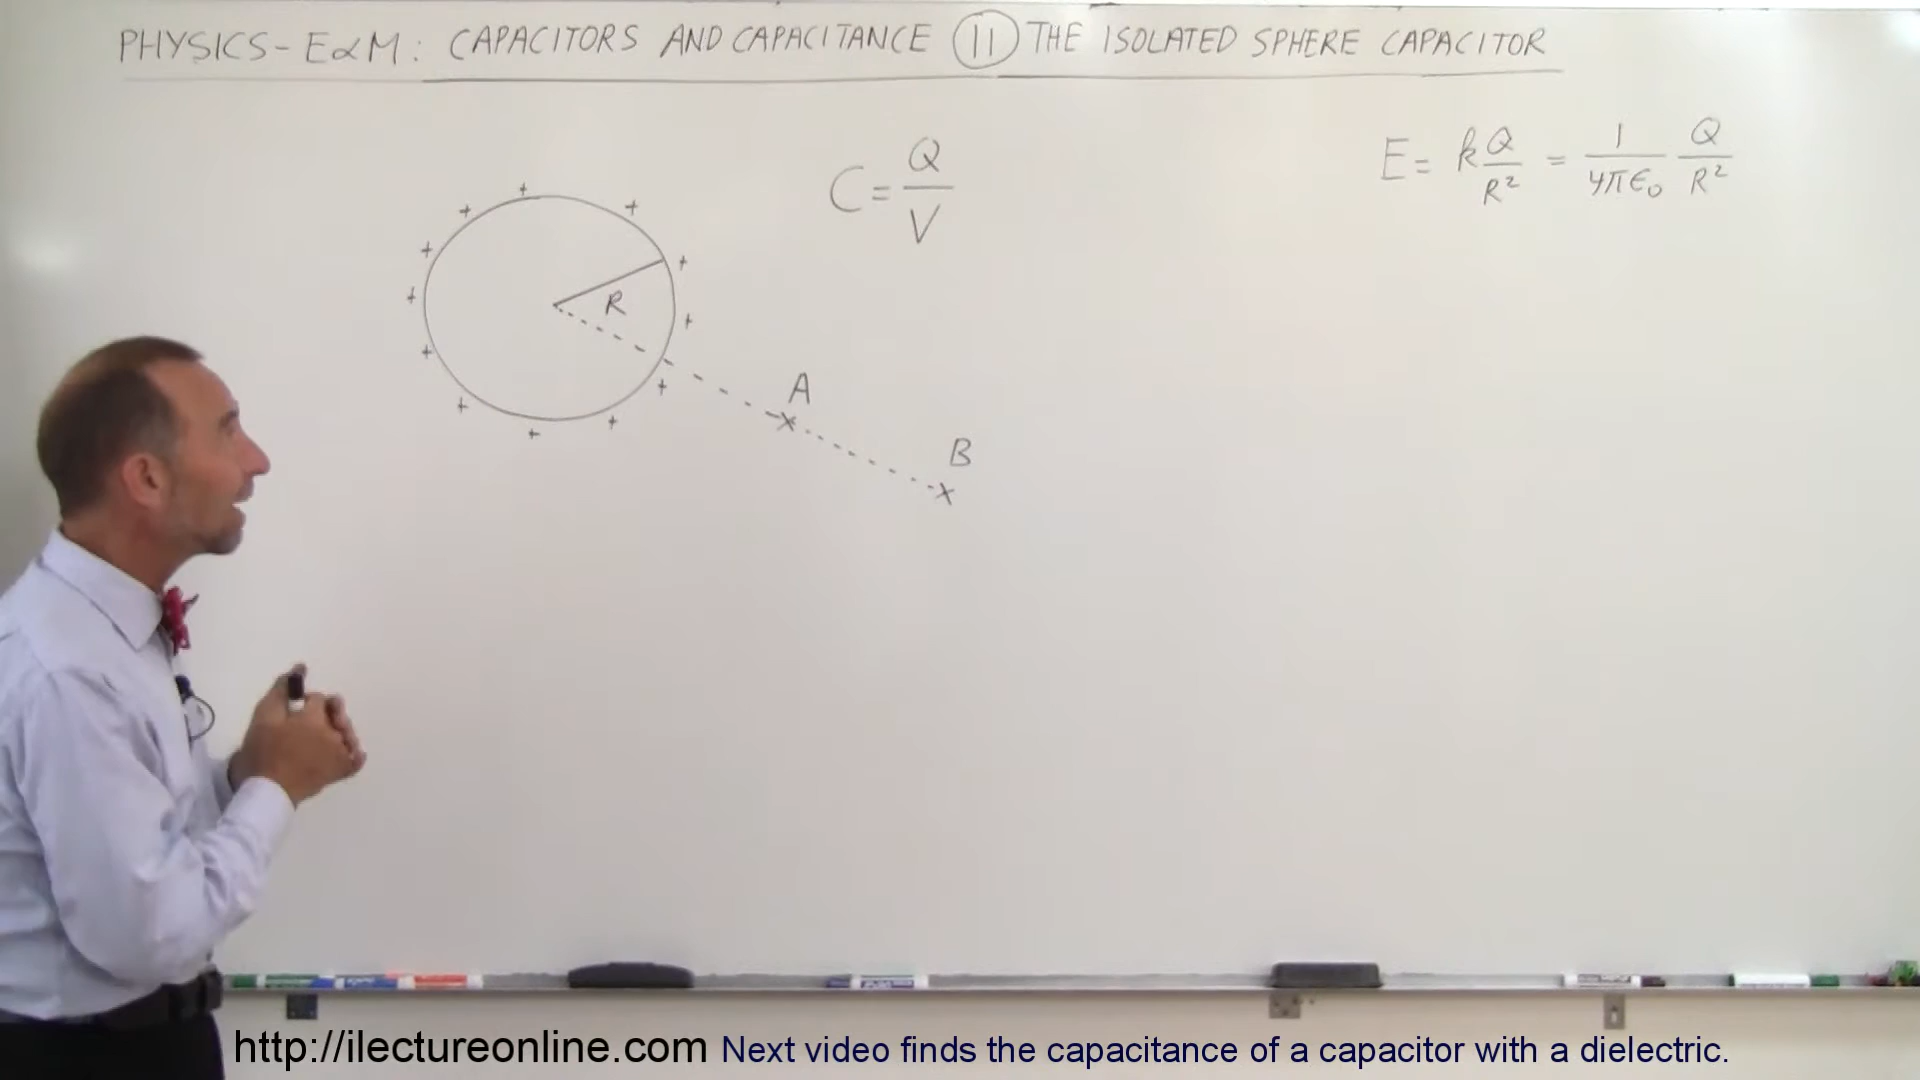 PHYSICS - E&M: CAPACITORS AND CAPACITANCE 11 THE ISOLATED SPHERE CAPACITOR
C = Q/V
E = k Q/R² = 1/4πϵ₀ Q/R²
R
A
B
http://ilectureonline.com Next video finds the capacitance of a capacitor with a dielectric.